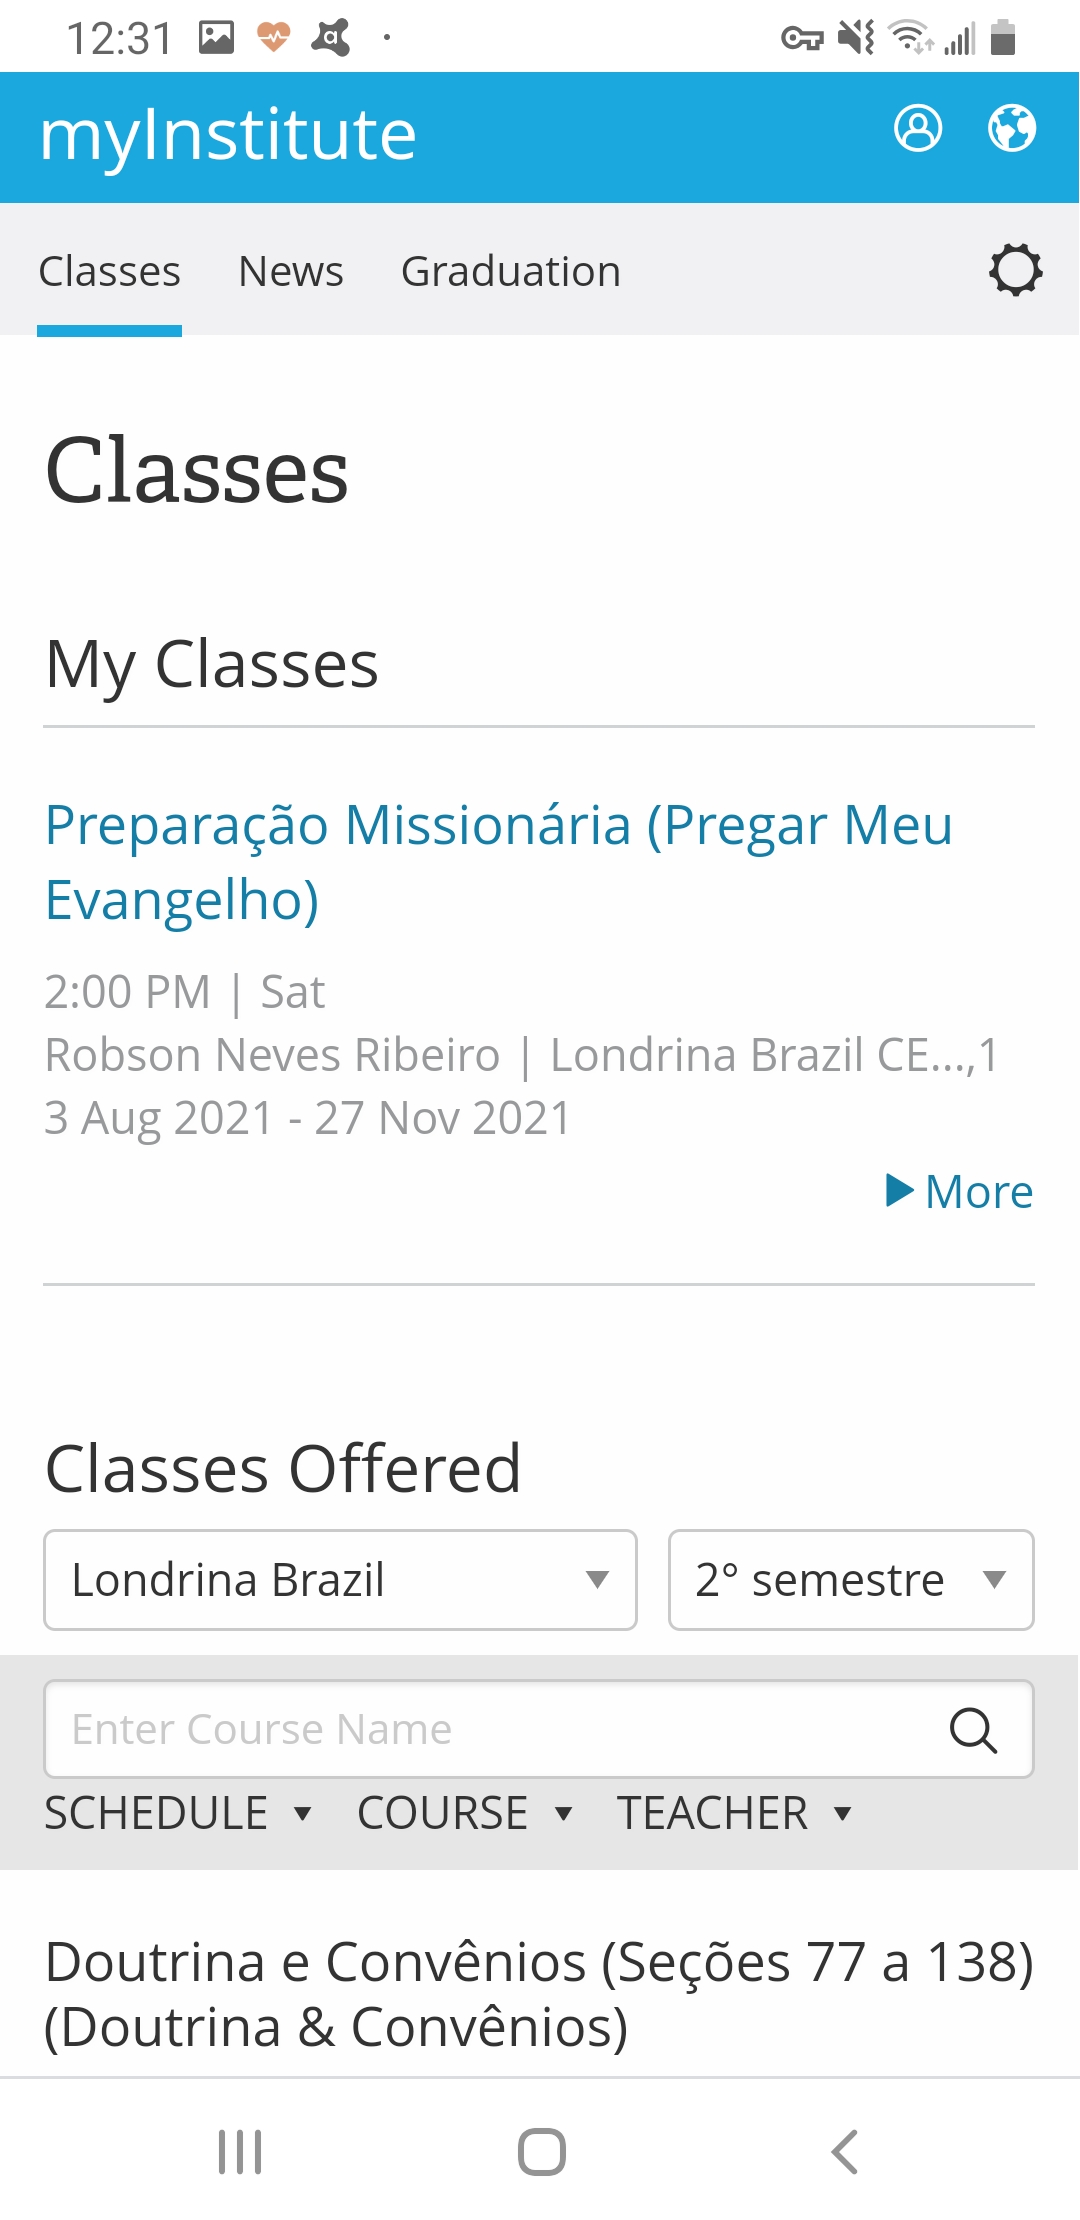 12:31
myInstitute
Classes News Graduation
Classes
My Classes
Preparação Missionária (Pregar Meu
Evangelho)
2:00 PM | Sat
Robson Neves Ribeiro | Londrina Brazil CE...,1
3 Aug 2021 - 27 Nov 2021
More
Classes Offered
Londrina Brazil 2° semestre
Enter Course Name
SCHEDULE COURSE TEACHER
Doutrina e Convênios (Seções 77 a 138)
(Doutrina & Convênios)